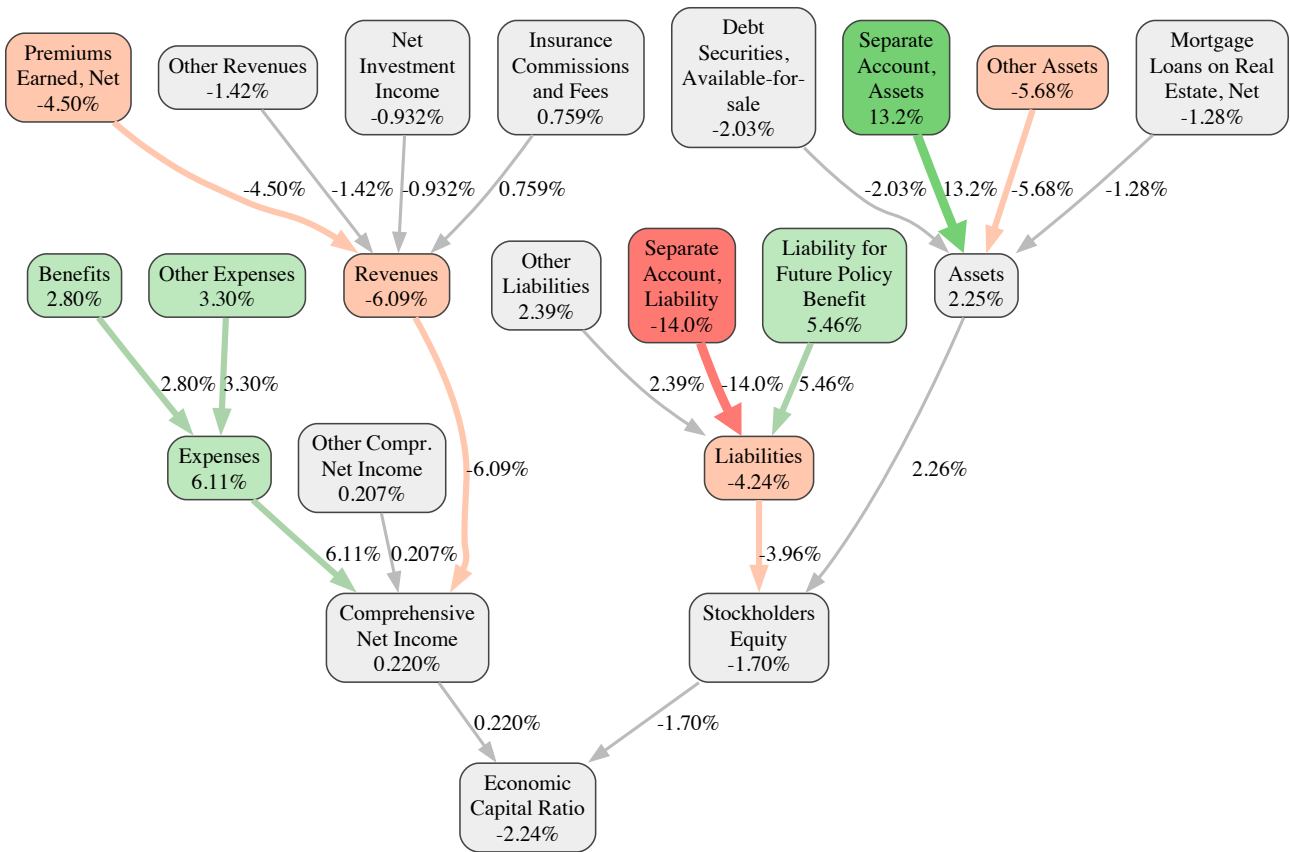 Premiums
Earned, Net
-4.50%
Other Revenues
-1.42%
Net
Investment
Income
-0.932%
Insurance
Commissions
and Fees
0.759%
Debt
Securities,
Available-for-
sale
-2.03%
Separate
Account,
Assets
13.2%
Other Assets
-5.68%
Mortgage
Loans on Real
Estate, Net
-1.28%
-4.50%
-1.42%
-0.932%
0.759%
-2.03%
13.2%
-5.68%
-1.28%
Benefits
2.80%
Other Expenses
3.30%
Revenues
-6.09%
Other
Liabilities
2.39%
Separate
Account,
Liability
-14.0%
Liability for
Future Policy
Benefit
5.46%
Assets
2.25%
2.80%
3.30%
2.39%
-14.0%
5.46%
Expenses
6.11%
Other Compr.
Net Income
0.207%
-6.09%
Liabilities
-4.24%
2.26%
6.11%
0.207%
-3.96%
Comprehensive
Net Income
0.220%
Stockholders
Equity
-1.70%
0.220%
-1.70%
Economic
Capital Ratio
-2.24%